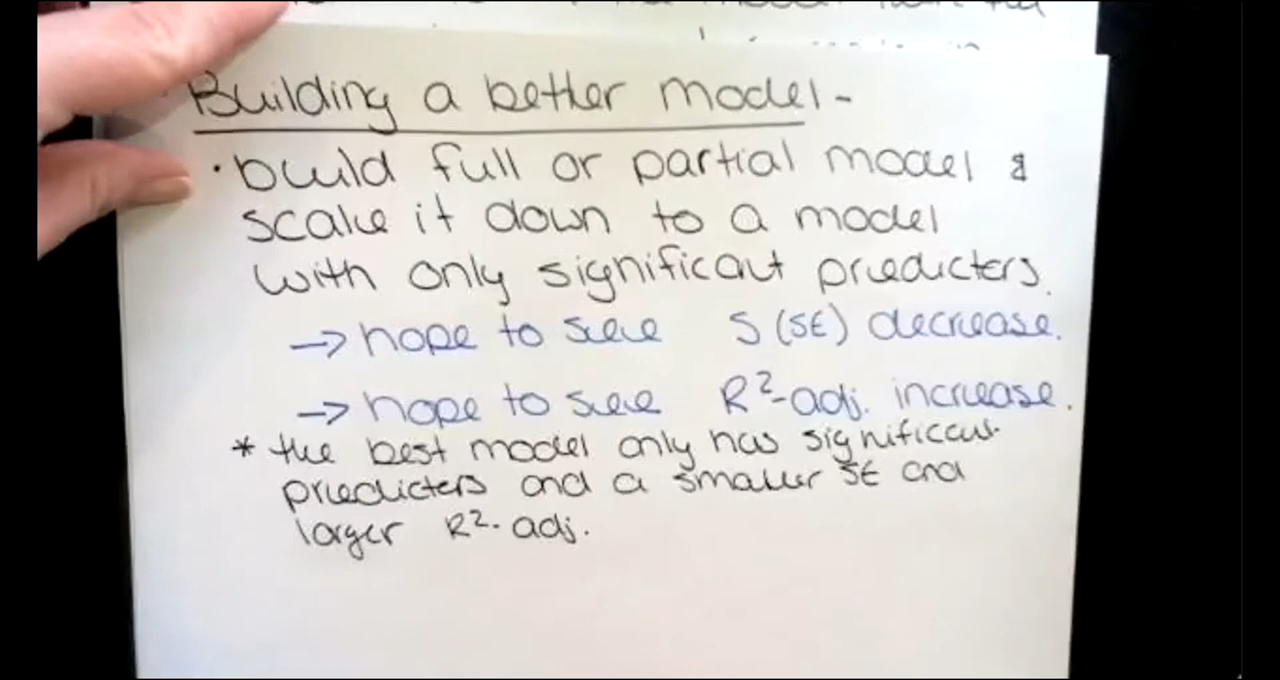 Building a better model -
• build full or partial model &
scale it down to a model
with only significant predicters.
→ hope to see S (SE) decrease.
→ hope to see R²-adj. increase.
* the best model only has significant
predicters and a smaller SE and
larger R²-adj.